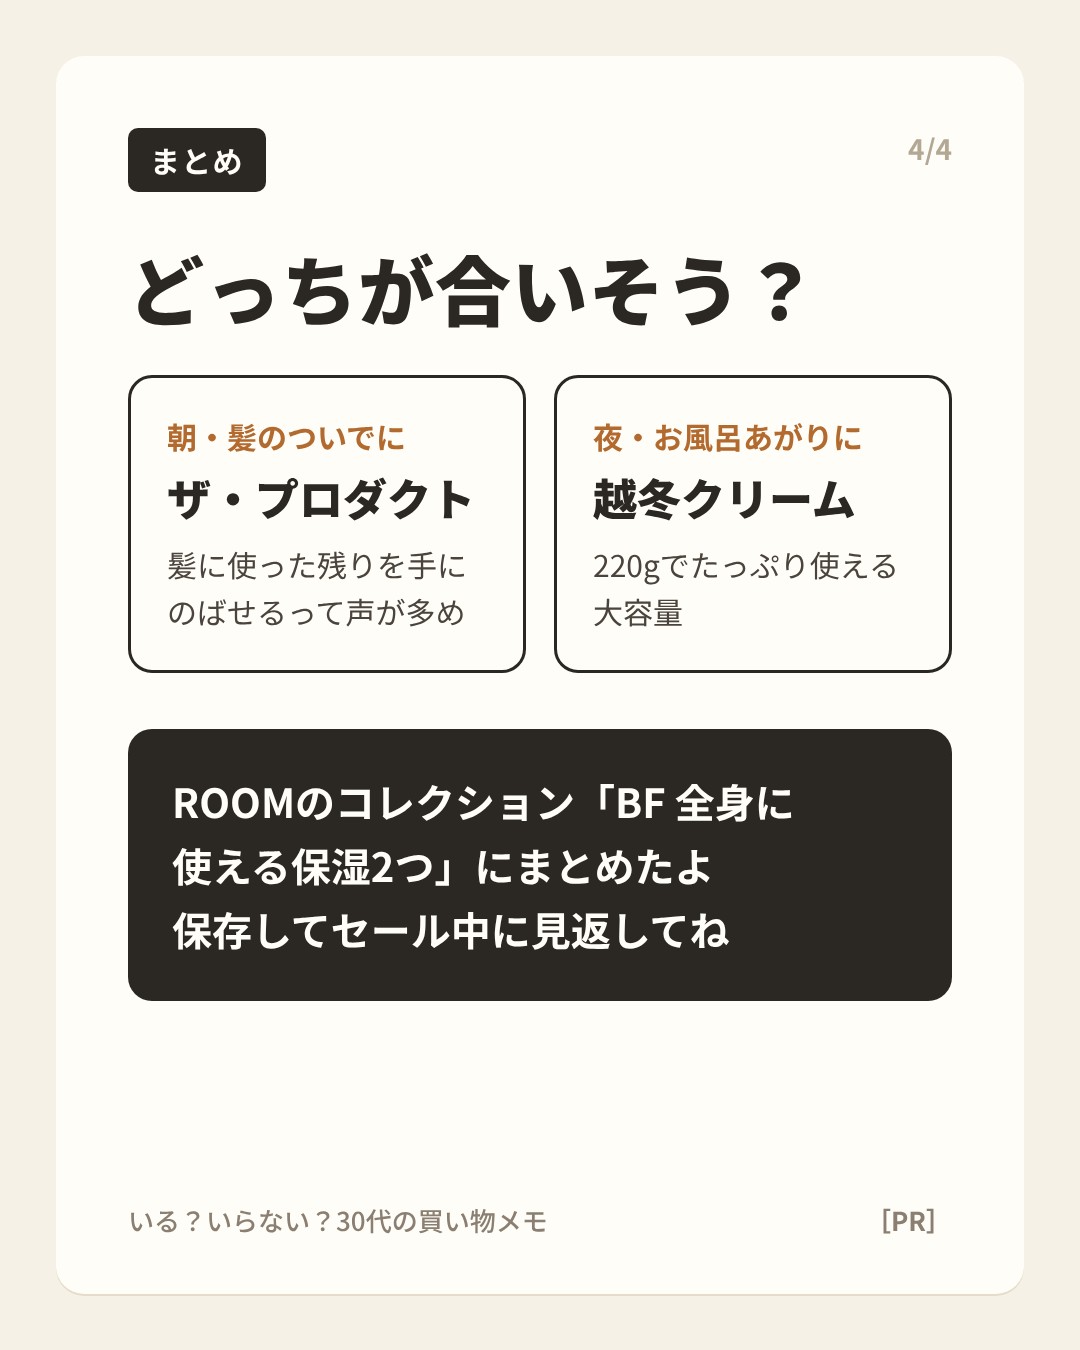 まとめ
4/4
どっちが合いそう？
朝・髪のついでに
ザ・プロダクト
髪に使った残りを手に
のばせるって声が多め
夜・お風呂あがりに
越冬クリーム
220gでたっぷり使える
大容量
ROOMのコレクション「BF 全身に
使える保湿2つ」にまとめたよ
保存してセール中に見返してね
いる？いらない？30代の買い物メモ
[PR]